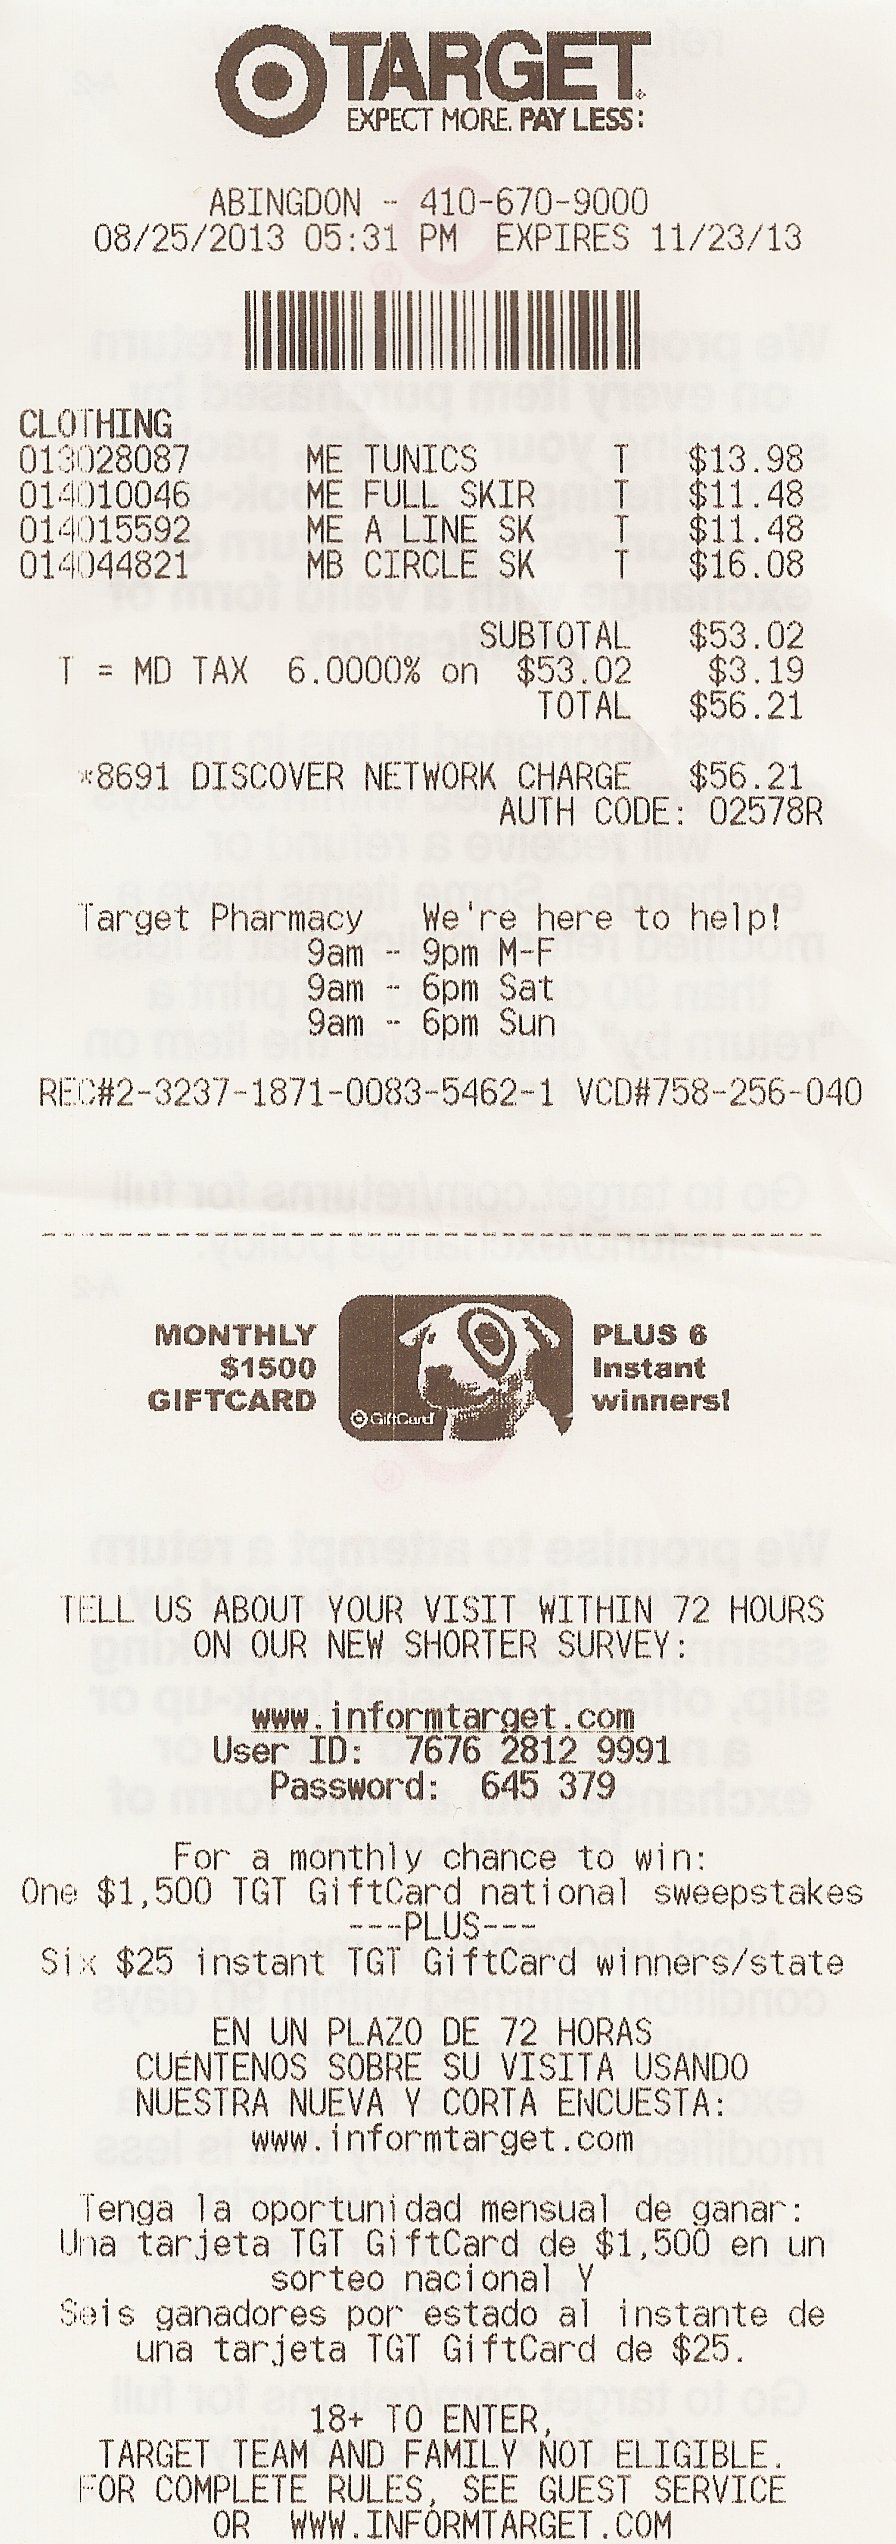 TARGET
EXPECT MORE. PAY LESS:
ABINGDON - 410-670-9000
08/25/2013 05:31 PM EXPIRES 11/23/13
CLOTHING
013028087 ME TUNICS T $13.98
014010046 ME FULL SKIR T $11.48
014015592 ME A LINE SK T $11.48
014044821 MB CIRCLE SK T $16.08
SUBTOTAL $53.02
T = MD TAX 6.0000% on $53.02 $3.19
TOTAL $56.21
*8691 DISCOVER NETWORK CHARGE $56.21
AUTH CODE: 02578R
Target Pharmacy We're here to help!
9am - 9pm M-F
9am - 6pm Sat
9am - 6pm Sun
REC#2-3237-1871-0083-5462-1 VCD#758-256-040
MONTHLY
$1500
GIFTCARD
GiftCard
PLUS 6
Instant
winners!
TELL US ABOUT YOUR VISIT WITHIN 72 HOURS
ON OUR NEW SHORTER SURVEY:
www.informtarget.com
User ID: 7676 2812 9991
Password: 645 379
For a monthly chance to win:
One $1,500 TGT GiftCard national sweepstakes
---PLUS---
Six $25 instant TGT GiftCard winners/state
EN UN PLAZO DE 72 HORAS
CUÉNTENOS SOBRE SU VISITA USANDO
NUESTRA NUEVA Y CORTA ENCUESTA:
www.informtarget.com
Tenga la oportunidad mensual de ganar:
Una tarjeta TGT GiftCard de $1,500 en un
sorteo nacional Y
Seis ganadores por estado al instante de
una tarjeta TGT GiftCard de $25.
18+ TO ENTER,
TARGET TEAM AND FAMILY NOT ELIGIBLE.
FOR COMPLETE RULES, SEE GUEST SERVICE
OR WWW.INFORMTARGET.COM